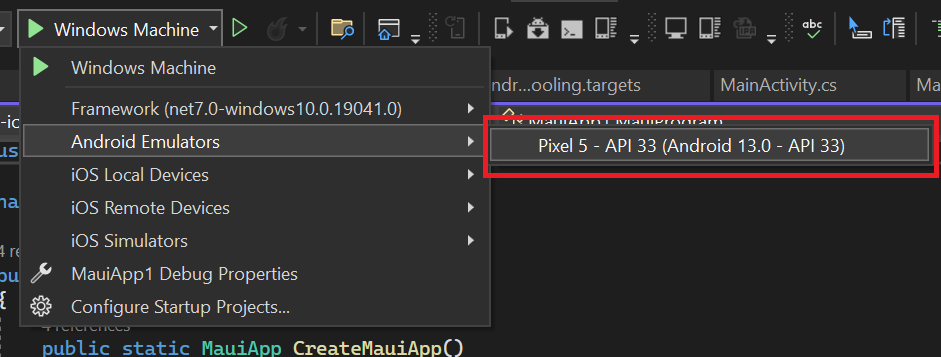 Windows Machine
abc
Windows Machine
ndr...ooling.targets
MainActivity.cs
Framework (net7.0-windows10.0.19041.0)
Android Emulators
Pixel 5 - API 33 (Android 13.0 - API 33)
iOS Local Devices
iOS Remote Devices
iOS Simulators
MauiApp1 Debug Properties
{
Configure Startup Projects...
4 references
public static MauiApp CreateMauiApp()